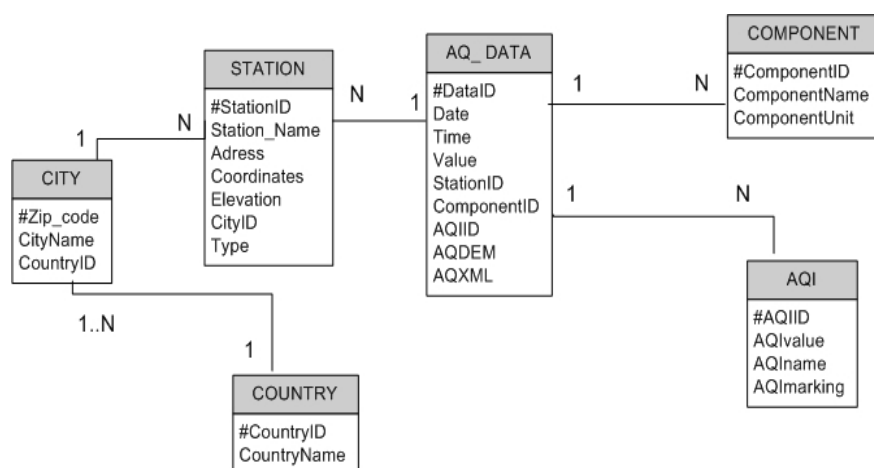 COMPONENT
#ComponentID
ComponentName
ComponentUnit
AQ_ DATA
#DataID
Date
Time
Value
StationID
ComponentID
AQIID
AQDEM
AQXML
STATION
#StationID
Station_Name
Adress
Coordinates
Elevation
CityID
Type
CITY
#Zip_code
CityName
CountryID
AQI
#AQIID
AQIvalue
AQIname
AQImarking
COUNTRY
#CountryID
CountryName
1
N
N
1
1
N
1
N
1..N
1